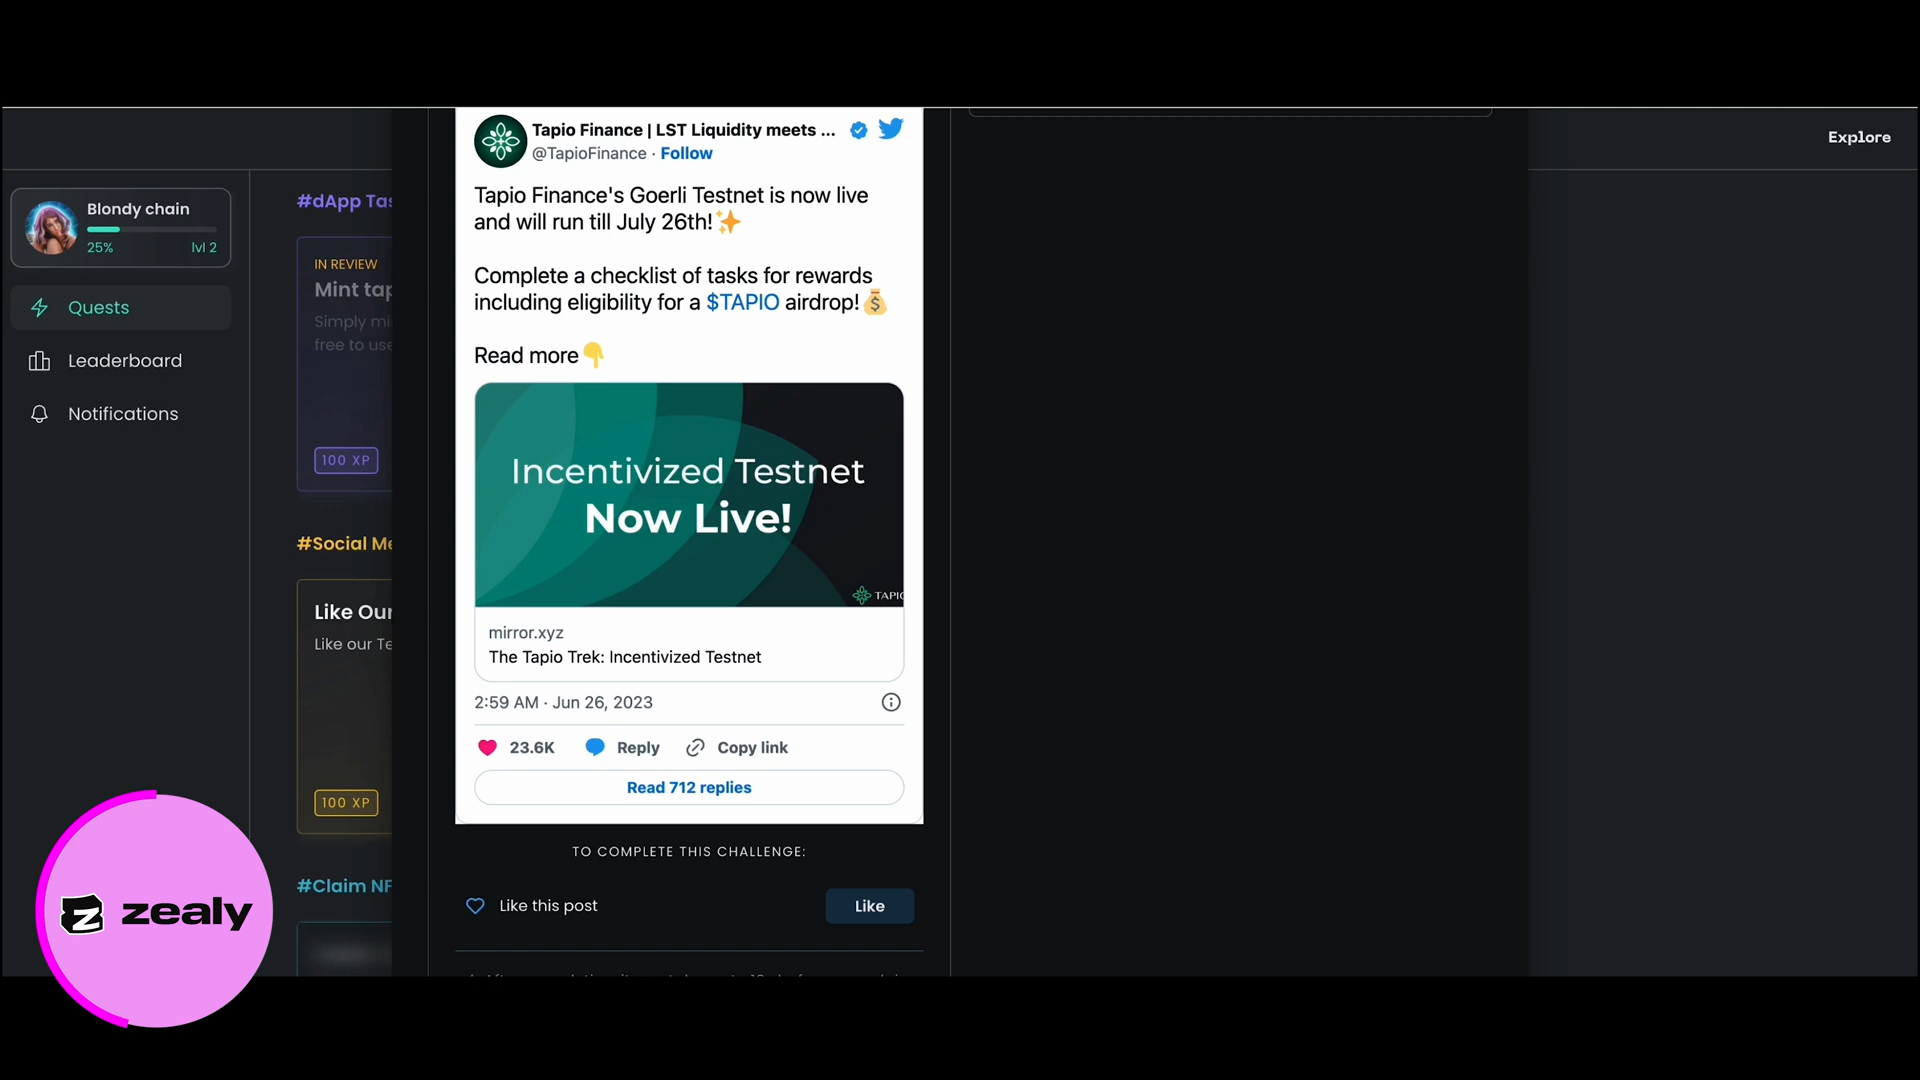 Explore
Blondy chain
25%
lvl 2
Quests
Leaderboard
Notifications
#dApp Tas
IN REVIEW
Mint tap
Simply mi
free to use
100 XP
#Social Me
Like Our
Like our Te
100 XP
#Claim NF
Tapio Finance | LST Liquidity meets ...
@TapioFinance · Follow
Tapio Finance's Goerli Testnet is now live
and will run till July 26th!✨
Complete a checklist of tasks for rewards
including eligibility for a $TAPIO airdrop!💰
Read more👇
Incentivized Testnet
Now Live!
TAPIO
mirror.xyz
The Tapio Trek: Incentivized Testnet
2:59 AM · Jun 26, 2023
23.6K
Reply
Copy link
Read 712 replies
TO COMPLETE THIS CHALLENGE:
Like this post
Like
zealy